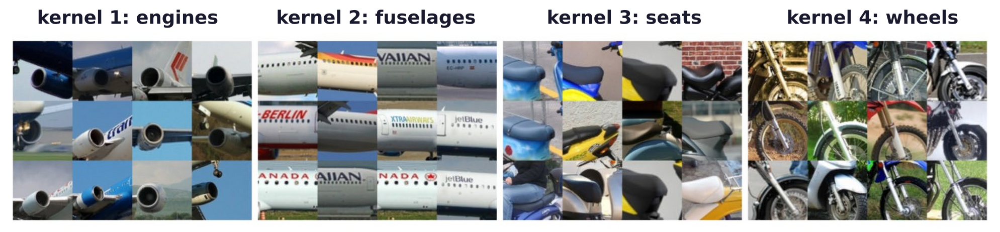 kernel 1: engines
kernel 2: fuselages
kernel 3: seats
kernel 4: wheels
VAIIAN
EC-HRP
-BERLIN
XTRAAIRWAYS
jetBlue
ANADA
AIIAN
NADA
jetBlue